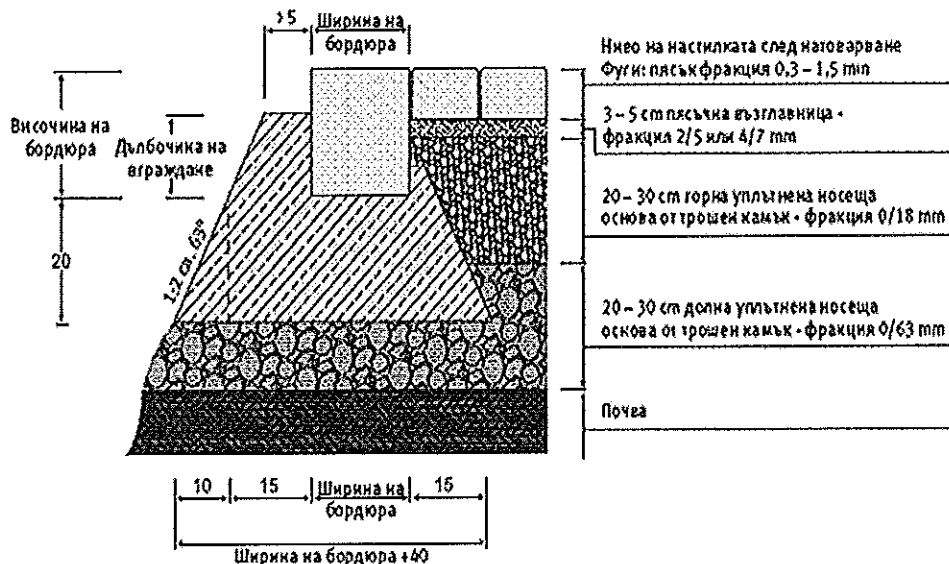 >5
Ширина на
бордюра
Височина на
бордюра
Дълбочина на
вграждане
20
1:2 са. 63°
Ниво на настилката след натоварване
Фуги: пясък фракция 0,3 – 1,5 mm
3 – 5 cm пясъчна възглавница -
фракция 2/5 или 4/7 mm
20 – 30 cm горна уплътнена носеща
основа от трошен камък - фракция 0/18 mm
20 – 30 cm долна уплътнена носеща
основа от трошен камък - фракция 0/63 mm
Почва
10
15
Ширина на
бордюра
15
Ширина на бордюра +40